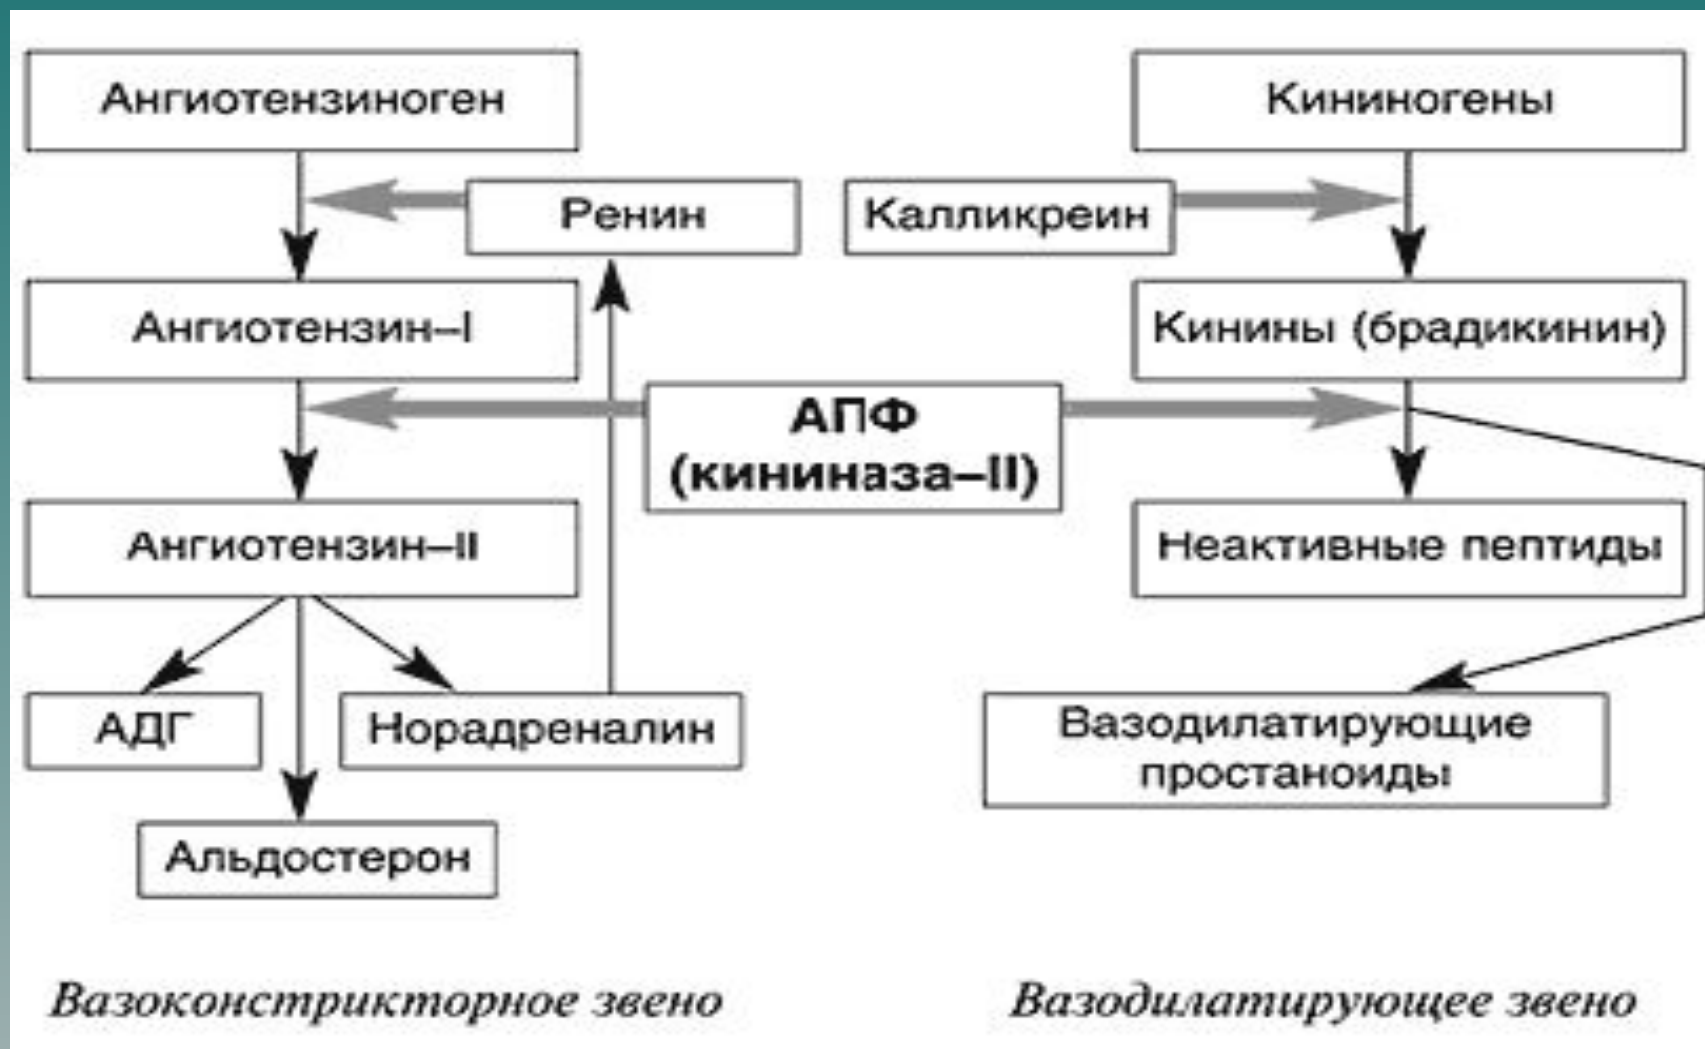 Ангиотензиноген
Кининогены
Ренин
Калликреин
Ангиотензин–I
Кинины (брадикинин)
АПФ
(кининаза–II)
Ангиотензин–II
Неактивные пептиды
АДГ
Норадреналин
Вазодилатирующие
простаноиды
Альдостерон
Вазоконстрикторное звено
Вазодилатирующее звено